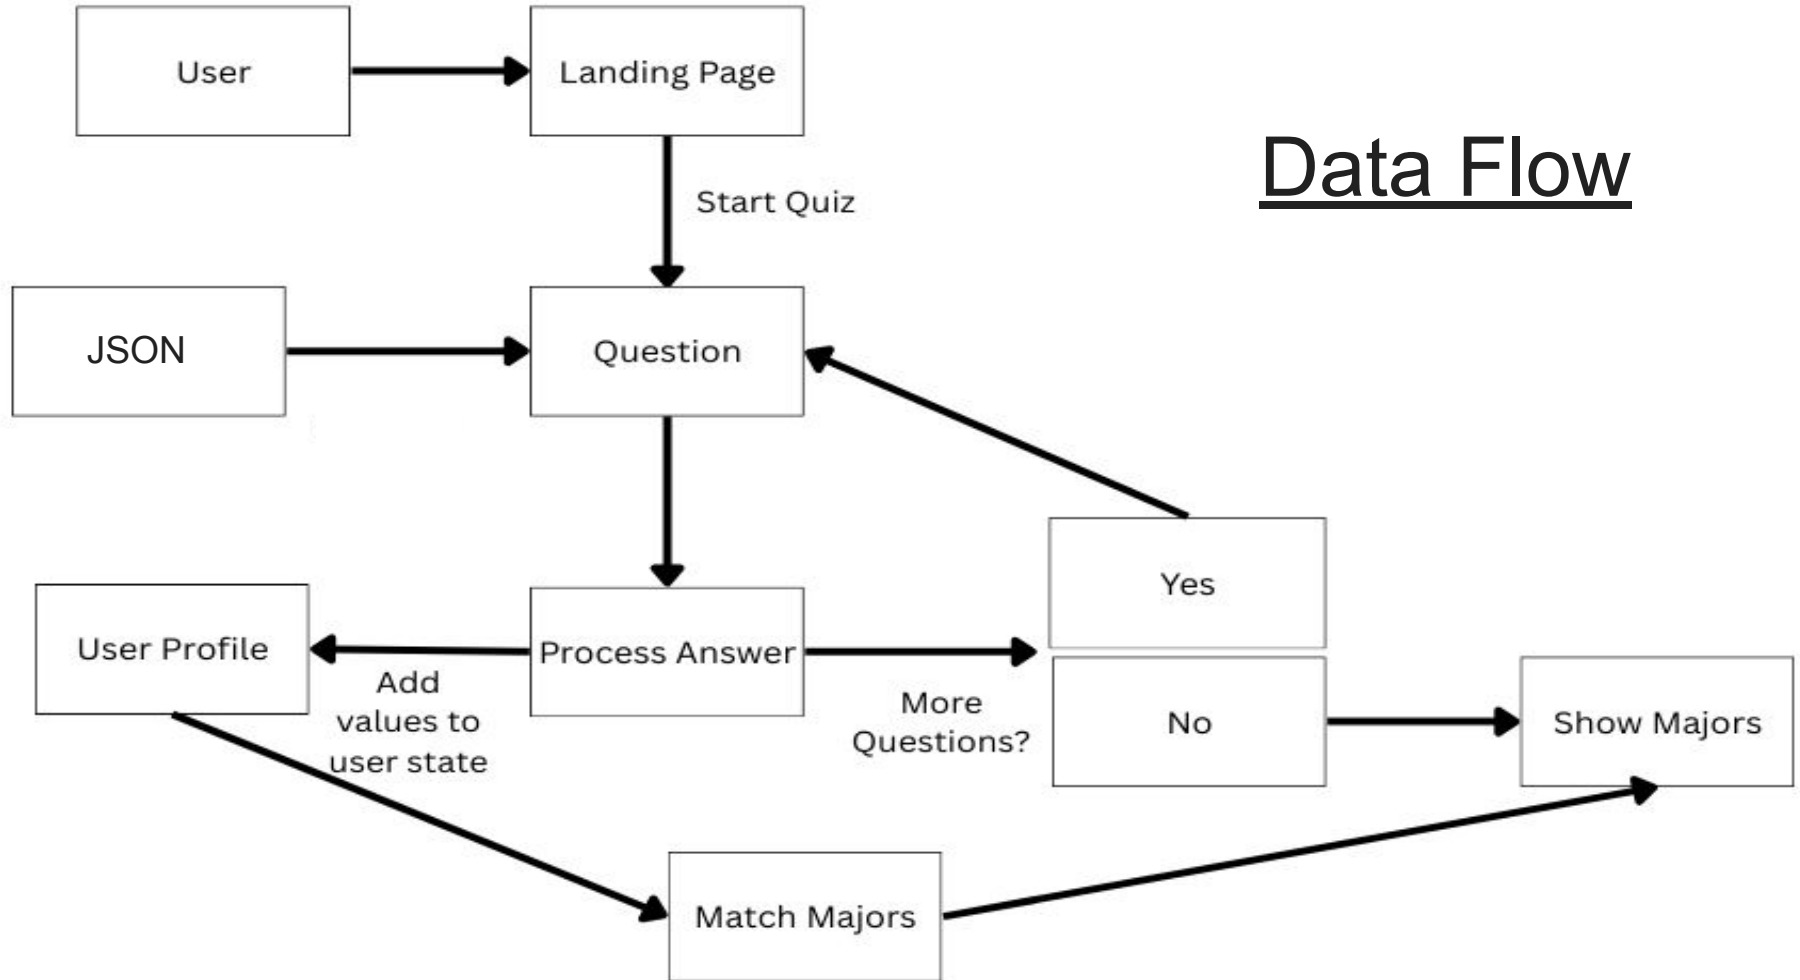 User
Landing Page
Data Flow
Start Quiz
JSON
Question
Yes
User Profile
Process Answer
Add
values to
user state
More
Questions?
No
Show Majors
Match Majors